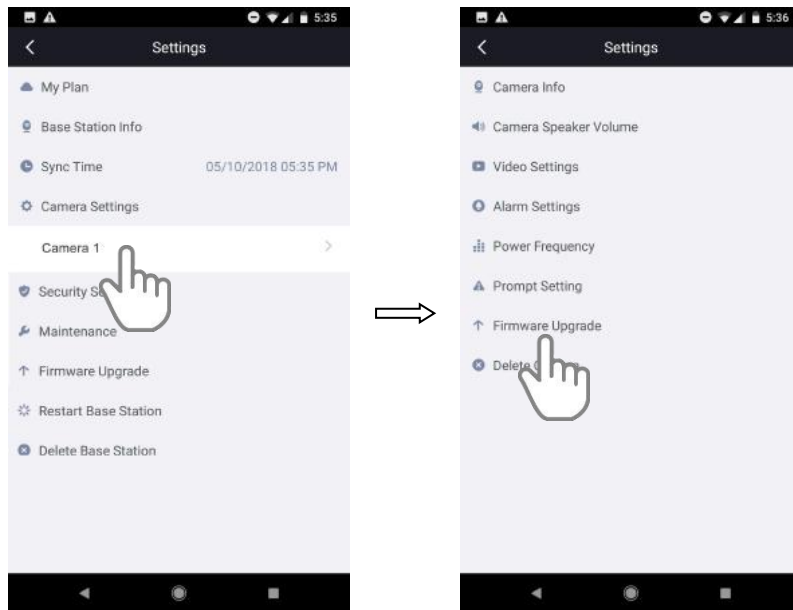 5:35
Settings
My Plan
Base Station Info
Sync Time 05/10/2018 05:35 PM
Camera Settings
Camera 1
Security
Maintenance
Firmware Upgrade
Restart Base Station
Delete Base Station
5:36
Settings
Camera Info
Camera Speaker Volume
Video Settings
Alarm Settings
Power Frequency
Prompt Setting
Firmware Upgrade
Delete